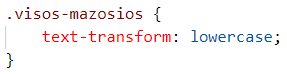 .visos-mazosios {
    text-transform: lowercase;
}